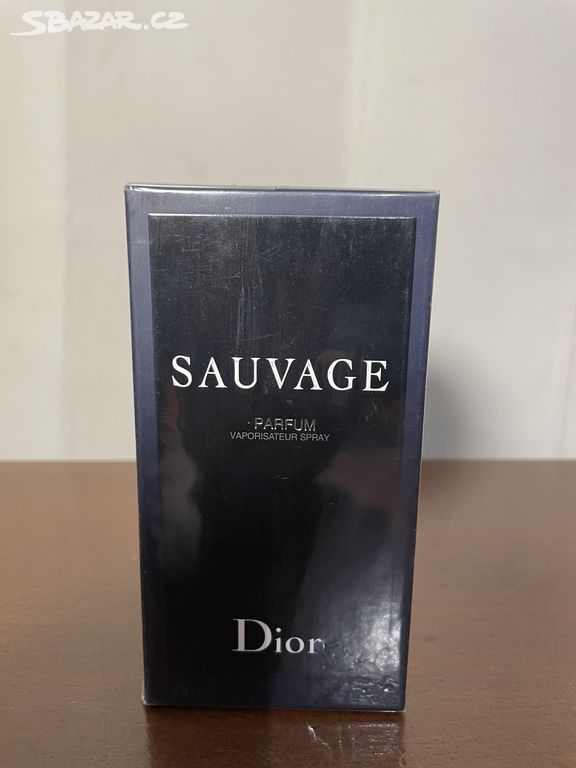 SBAZAR.CZ
SAUVAGE
PARFUM
VAPORISATEUR SPRAY
Dior